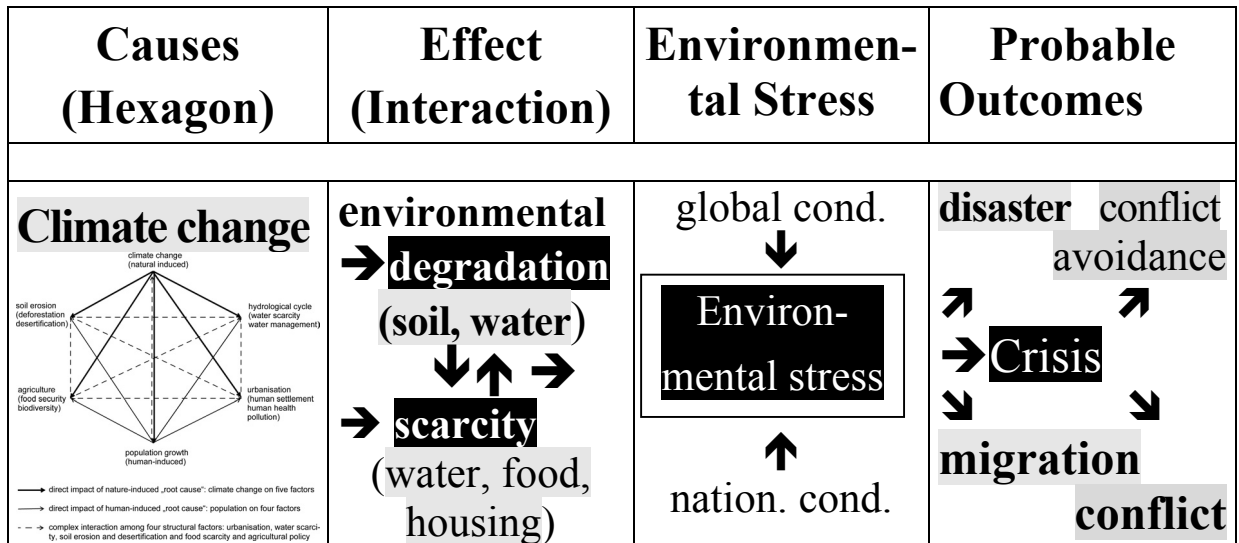 Causes
(Hexagon)
Effect
(Interaction)
Environmen-
tal Stress
Probable
Outcomes
Climate change
climate change
(natural induced)
soil erosion
(deforestation
desertification)
hydrological cycle
(water scarcity
water management)
agriculture
(food security
biodiversity)
urbanisation
(human settlement
human health
pollution)
population growth
(human-induced)
direct impact of nature-induced „root cause“: climate change on five factors
direct impact of human-induced „root cause“: population on four factors
complex interaction among four structural factors: urbanisation, water scarci-
ty, soil erosion and desertification and food scarcity and agricultural policy
environmental
➔degradation
(soil, water)
🡻🡹 ➔
➔ scarcity
(water, food,
housing)
global cond.
🡻
Environ-
mental stress
🡹
nation. cond.
disaster conflict
avoidance
🡽 🡽
➔Crisis
🡾 🡾
migration
conflict